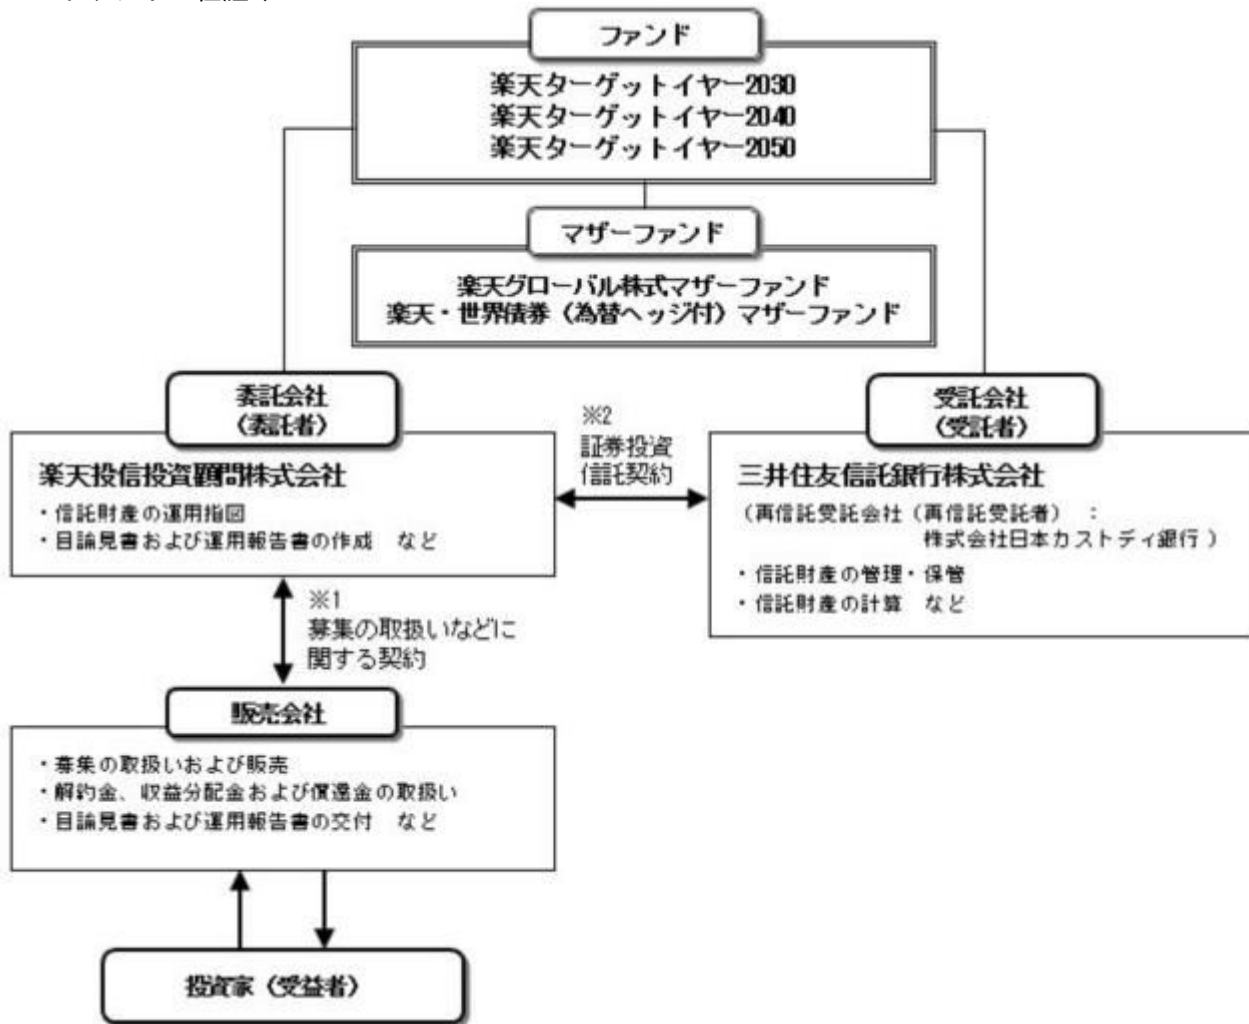 ファンド
楽天ターゲットイヤー2030
楽天ターゲットイヤー2040
楽天ターゲットイヤー2050
マザーファンド
楽天グローバル株式マザーファンド
楽天・世界債券（為替ヘッジ付）マザーファンド
委託会社
（委託者）
楽天投信投資顧問株式会社
・信託財産の運用指図
・目論見書および運用報告書の作成　など
※2
証券投資
信託契約
受託会社
（受託者）
三井住友信託銀行株式会社
（再信託受託会社（再信託受託者）　：
株式会社日本カストディ銀行 ）
・信託財産の管理・保管
・信託財産の計算　など
※1
募集の取扱いなどに
関する契約
販売会社
・募集の取扱いおよび販売
・解約金、収益分配金および償還金の取扱い
・目論見書および運用報告書の交付　など
投資家（受益者）